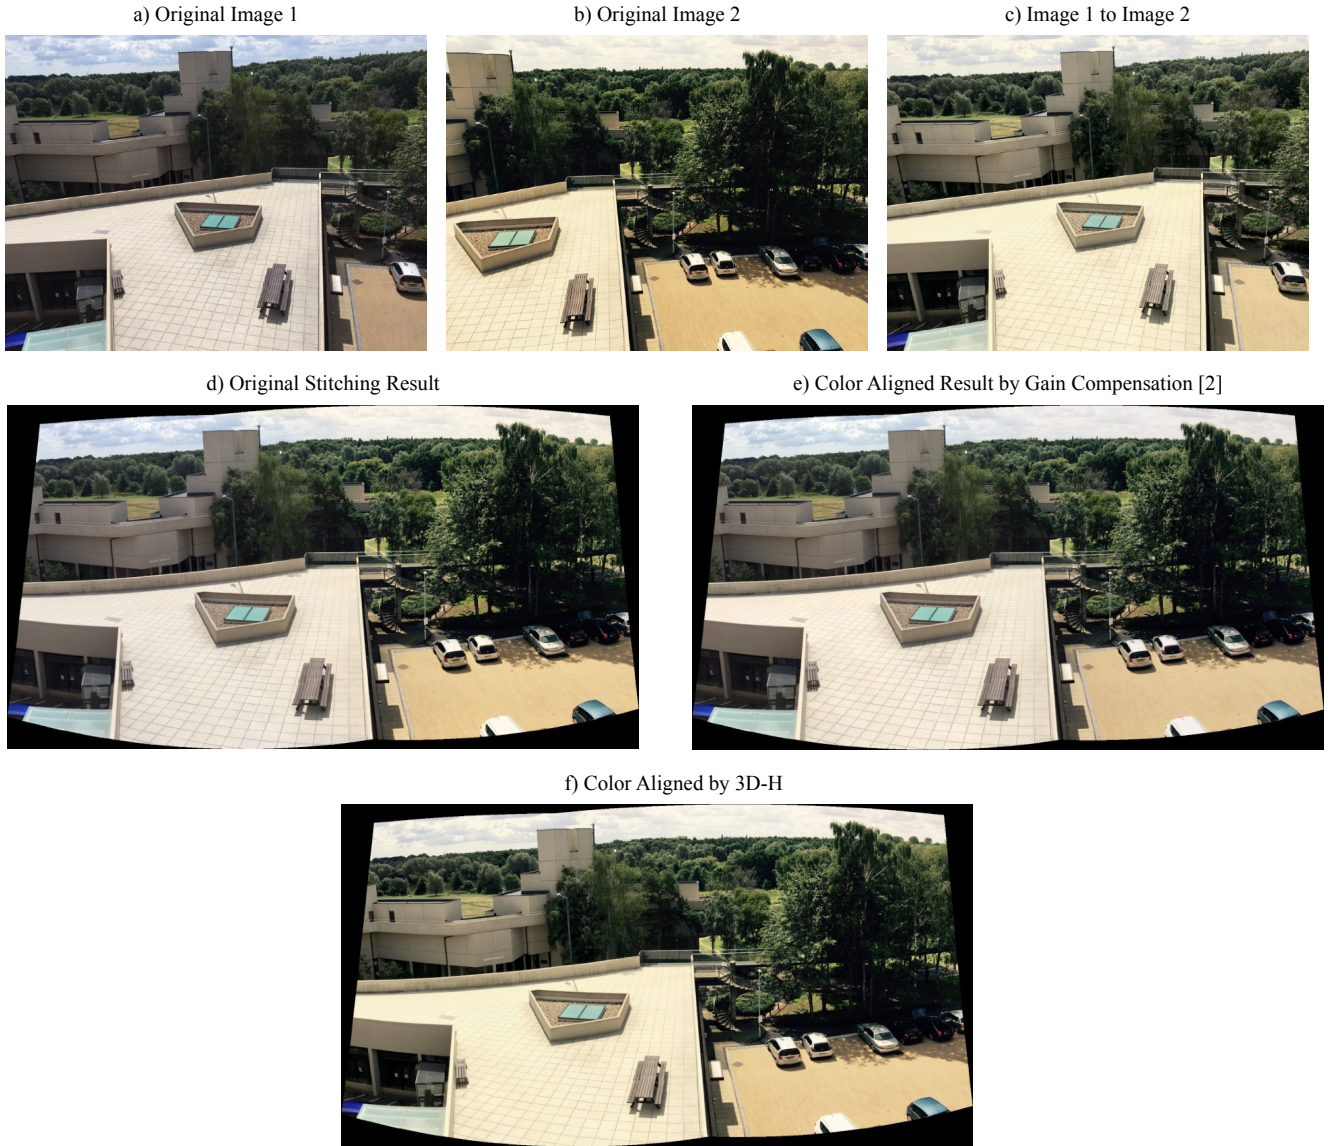 a) Original Image 1
b) Original Image 2
c) Image 1 to Image 2
d) Original Stitching Result
e) Color Aligned Result by Gain Compensation [2]
f) Color Aligned by 3D-H